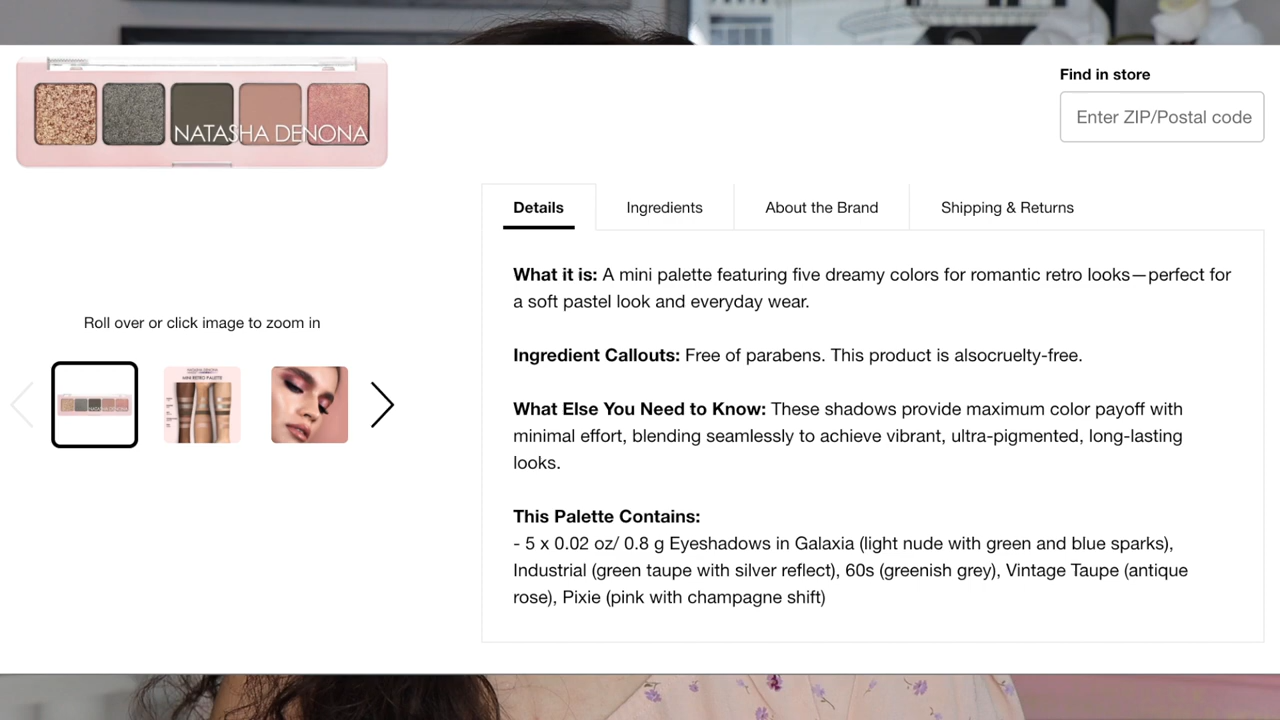 NATASHA DENONA
Find in store
Enter ZIP/Postal code
Details
Ingredients
About the Brand
Shipping & Returns
What it is: A mini palette featuring five dreamy colors for romantic retro looks—perfect for
a soft pastel look and everyday wear.
Roll over or click image to zoom in
Ingredient Callouts: Free of parabens. This product is alsocruelty-free.
MINI RETRO PALETTE
What Else You Need to Know: These shadows provide maximum color payoff with
minimal effort, blending seamlessly to achieve vibrant, ultra-pigmented, long-lasting
looks.
This Palette Contains:
- 5 x 0.02 oz/ 0.8 g Eyeshadows in Galaxia (light nude with green and blue sparks),
Industrial (green taupe with silver reflect), 60s (greenish grey), Vintage Taupe (antique
rose), Pixie (pink with champagne shift)